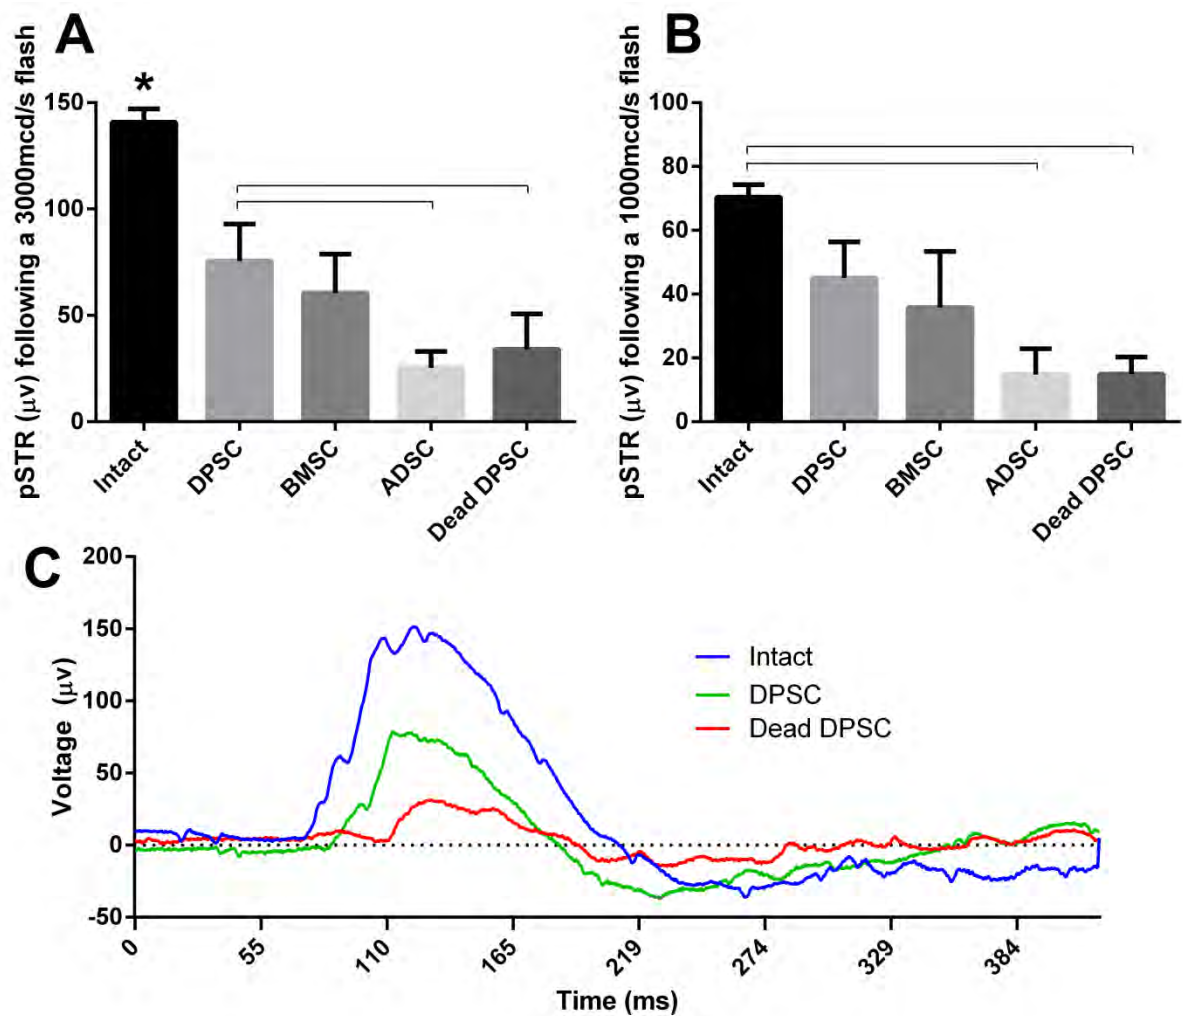 A
pSTR (μv) following a 3000mcd/s flash
150
100
50
0
*
Intact
DPSC
BMSC
ADSC
Dead DPSC
B
pSTR (μv) following a 1000mcd/s flash
100
80
60
40
20
0
Intact
DPSC
BMSC
ADSC
Dead DPSC
C
Voltage (μv)
200
150
100
50
0
-50
Intact
DPSC
Dead DPSC
0
55
110
165
219
274
329
384
Time (ms)